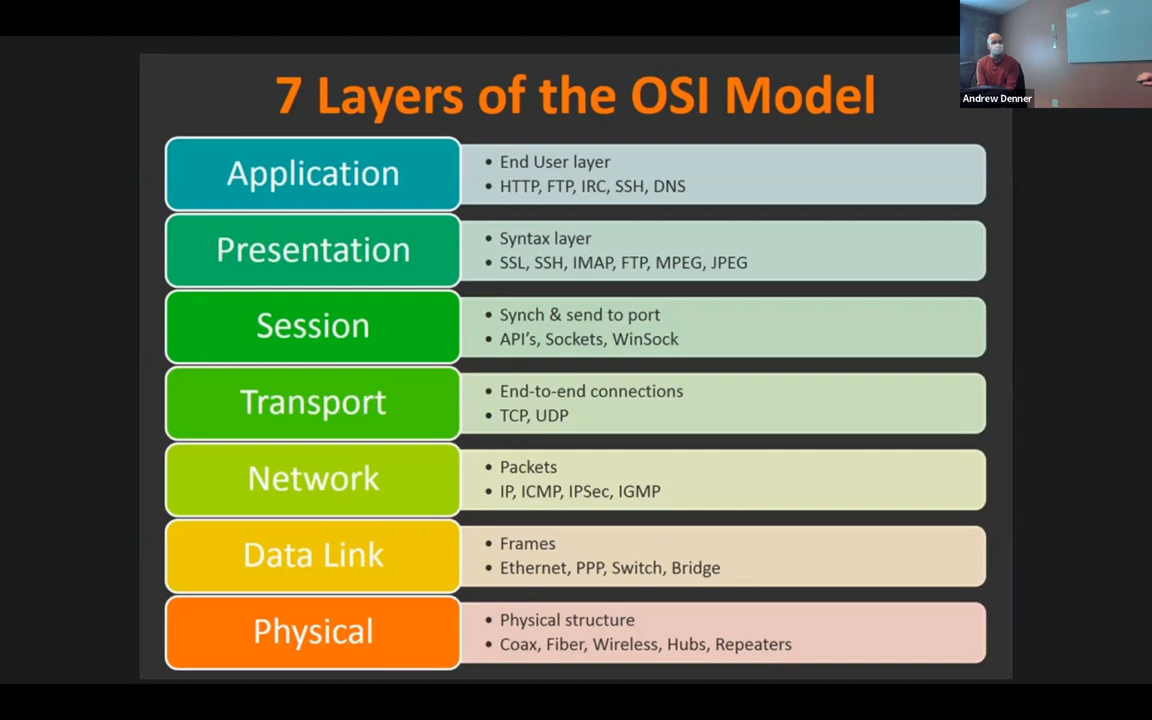 7 Layers of the OSI Model
Andrew Denner
Application
• End User layer
• HTTP, FTP, IRC, SSH, DNS
Presentation
• Syntax layer
• SSL, SSH, IMAP, FTP, MPEG, JPEG
Session
• Synch & send to port
• API's, Sockets, WinSock
Transport
• End-to-end connections
• TCP, UDP
Network
• Packets
• IP, ICMP, IPSec, IGMP
Data Link
• Frames
• Ethernet, PPP, Switch, Bridge
Physical
• Physical structure
• Coax, Fiber, Wireless, Hubs, Repeaters